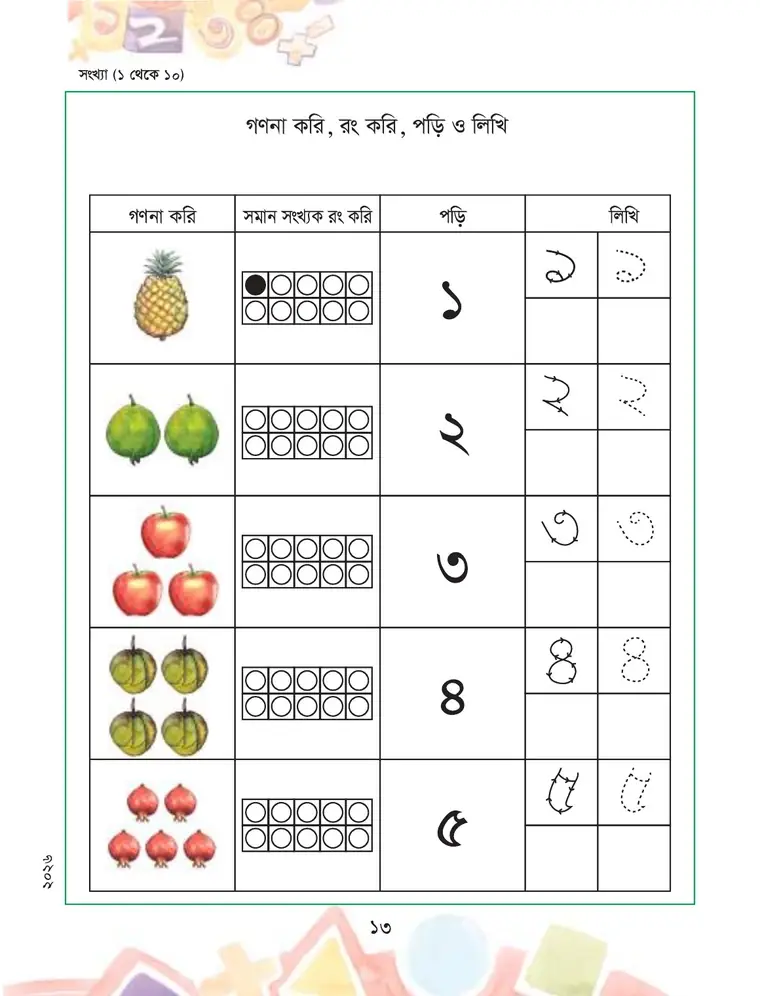 সংখ্যা (১ থেকে ১০)
গণনা করি, রং করি, পড়ি ও লিখি
গণনা করি সমান সংখ্যক রং করি পড়ি লিখি
১ ১ ১
২ ২ ২
৩ ৩ ৩
৪ ৪ ৪
৫ ৫ ৫
২০২৬
১৩